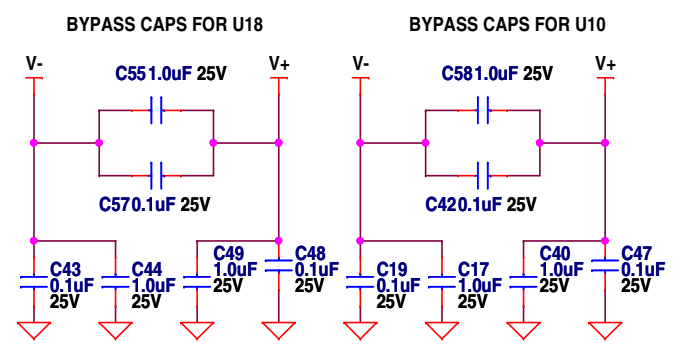 BYPASS CAPS FOR U18
BYPASS CAPS FOR U10
V-
V+
V-
V+
C551.0uF 25V
C581.0uF 25V
C570.1uF 25V
C420.1uF 25V
C43
0.1uF
25V
C44
1.0uF
25V
C49
1.0uF
25V
C48
0.1uF
25V
C19
0.1uF
25V
C17
1.0uF
25V
C40
1.0uF
25V
C47
0.1uF
25V